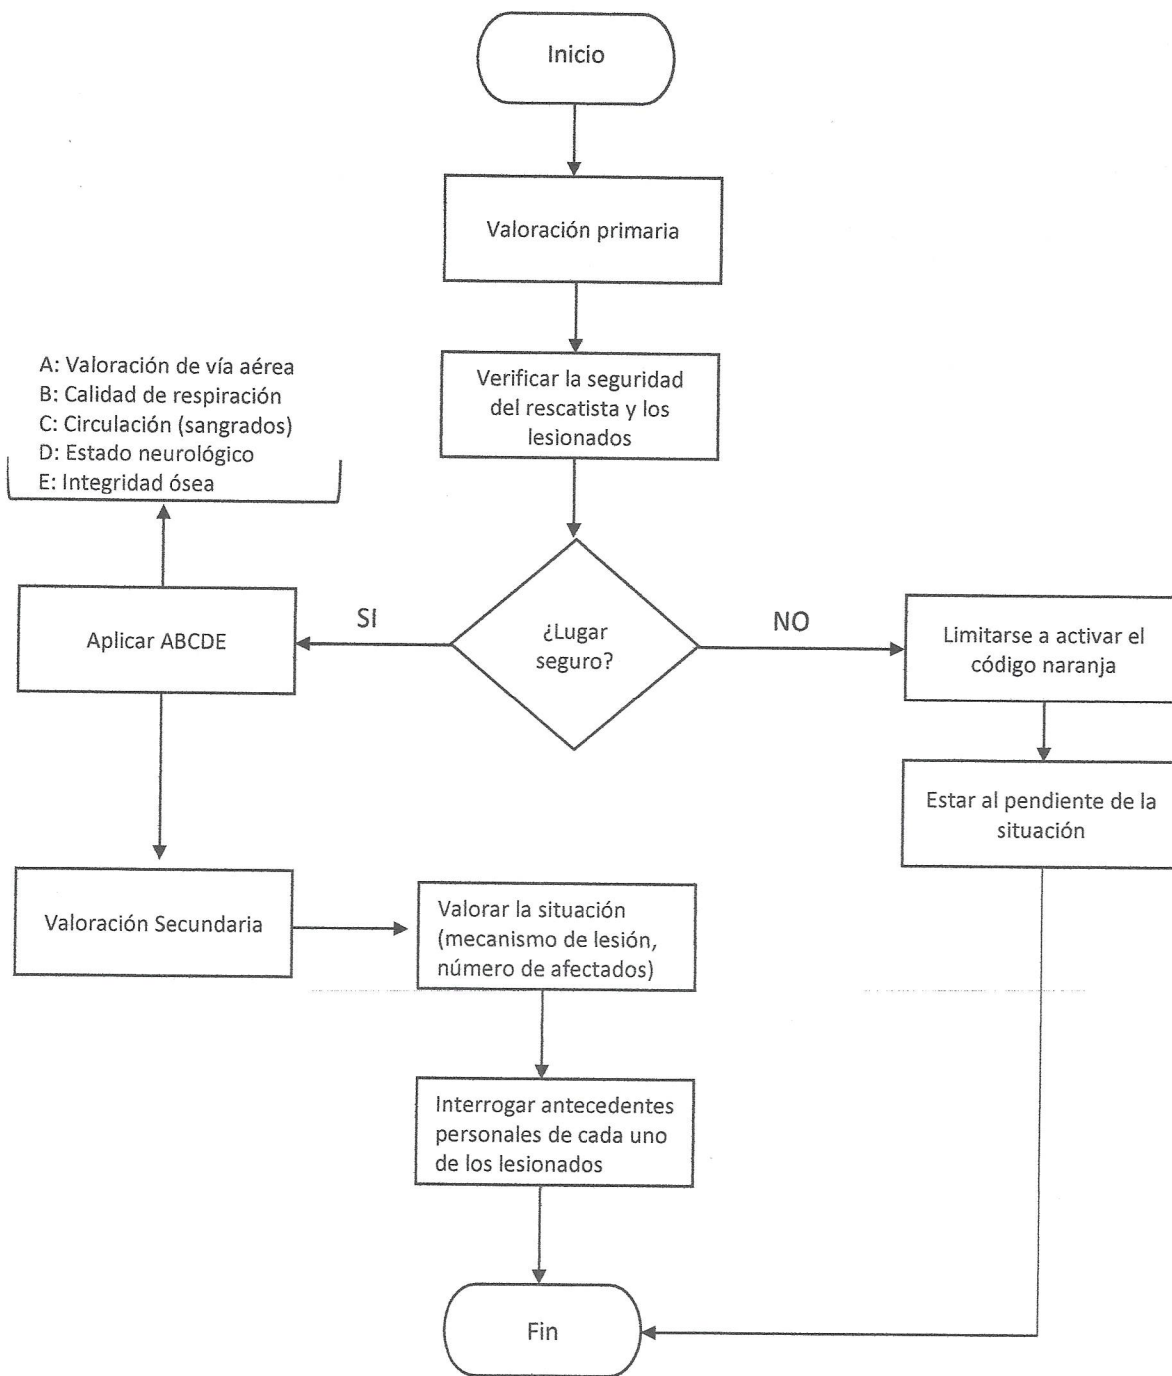 Inicio
Valoración primaria
Verificar la seguridad
del rescatista y los
lesionados
A: Valoración de vía aérea
B: Calidad de respiración
C: Circulación (sangrados)
D: Estado neurológico
E: Integridad ósea
¿Lugar
seguro?
SI
NO
Aplicar ABCDE
Limitarse a activar el
código naranja
Estar al pendiente de la
situación
Valoración Secundaria
Valorar la situación
(mecanismo de lesión,
número de afectados)
Interrogar antecedentes
personales de cada uno
de los lesionados
Fin